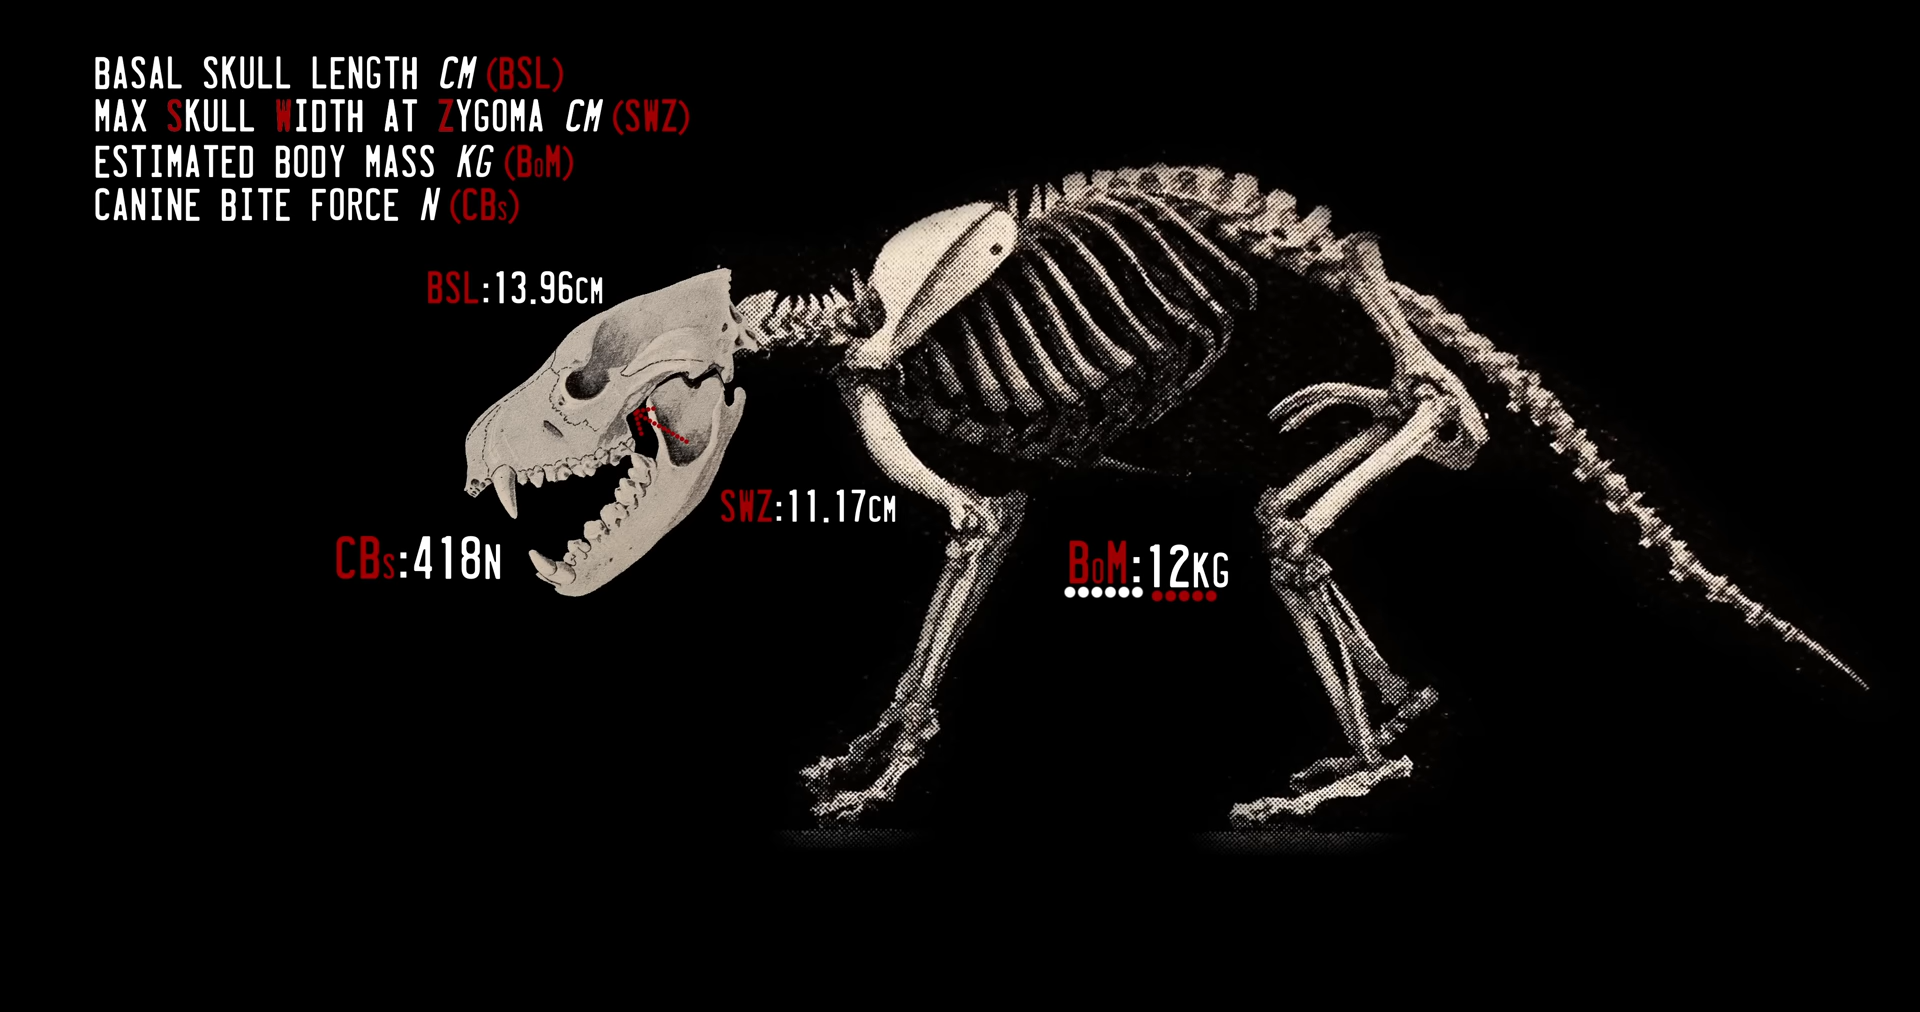 BASAL SKULL LENGTH CM (BSL)
MAX SKULL WIDTH AT ZYGOMA CM (SWZ)
ESTIMATED BODY MASS KG (BoM)
CANINE BITE FORCE N (CBs)
BSL:13.96CM
SWZ:11.17CM
CBs:418N
BoM:12KG